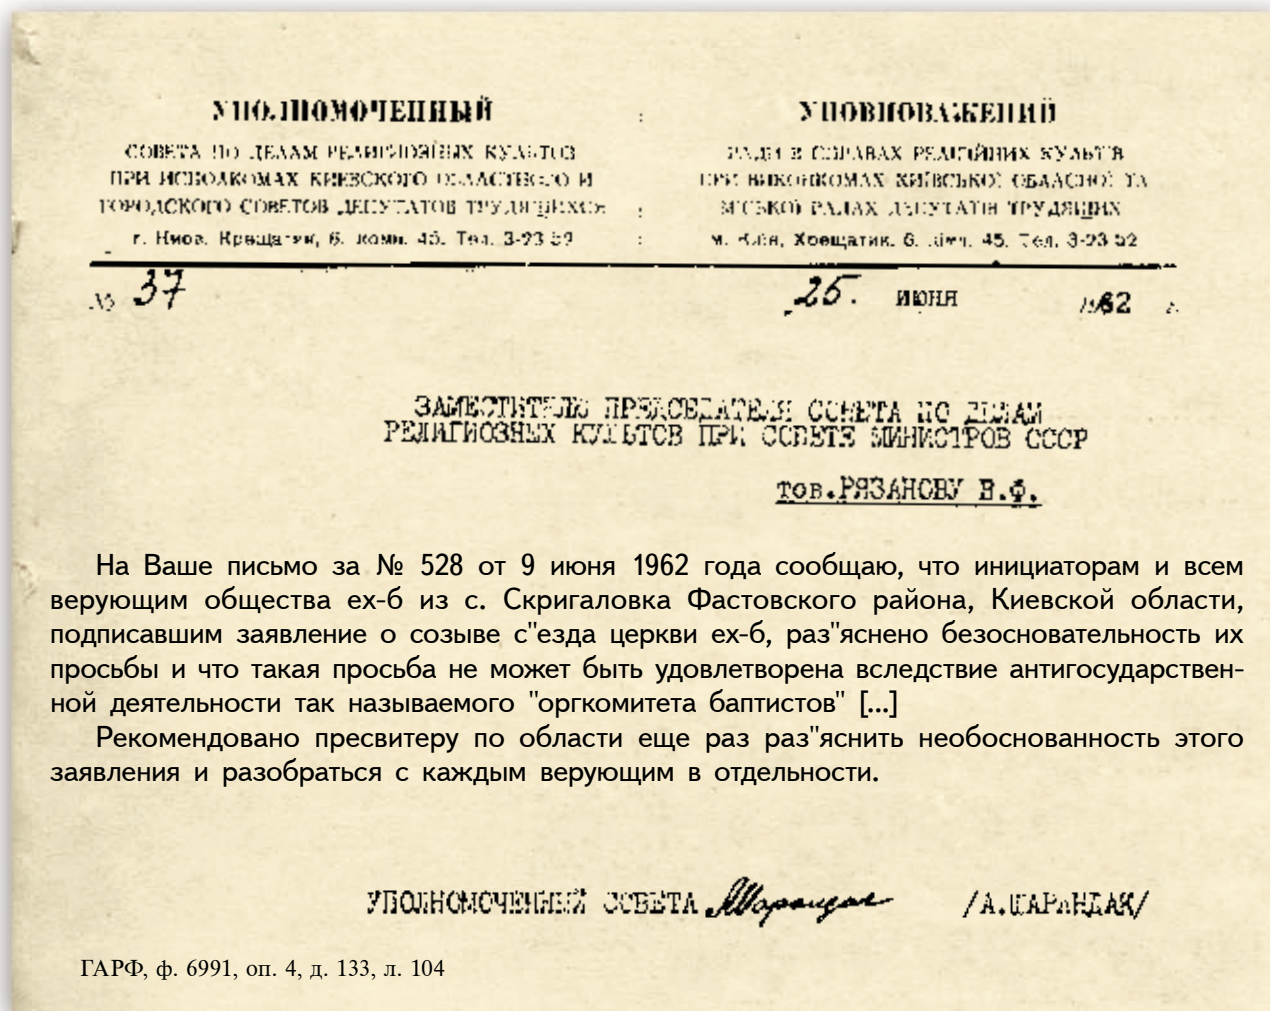 УПОЛНОМОЧЕННЫЙ
СОВЕТА ПО ДЕЛАМ РЕЛИГИОЗНЫХ КУЛЬТОВ
ПРИ ИСПОЛКОМАХ КИЕВСКОГО ОБЛАСТНОГО И
ГОРОДСКОГО СОВЕТОВ ДЕПУТАТОВ ТРУДЯЩИХСЯ
г. Киев, Крещатик, 6. комн. 45. Тел. 3-93 52
УПОВНОВАЖЕНИЙ
РАДИ В СПРАВАХ РЕЛІГІЙНИХ КУЛЬТІВ
ПРИ ВИКОНКОМАХ КИЇВСЬКОЇ ОБЛАСНОЇ ТА
МІСЬКОЇ РАДАХ ДЕПУТАТІВ ТРУДЯЩИХ
м. Київ, Хрещатик. 6. кімн. 45. Тел. 3-93 52
№ 37
25. июня 1962 г.
ЗАМЕСТИТЕЛЮ ПРЕДСЕДАТЕЛЯ СОВЕТА ПО ДЕЛАМ
РЕЛИГИОЗНЫХ КУЛЬТОВ ПРИ СОВЕТЕ МИНИСТРОВ СССР
тов.РЯЗАНОВУ В.Ф.
На Ваше письмо за № 528 от 9 июня 1962 года сообщаю, что инициаторам и всем
верующим общества ех-б из с. Скригаловка Фастовского района, Киевской области,
подписавшим заявление о созыве с"езда церкви ех-б, раз"яснено безосновательность их
просьбы и что такая просьба не может быть удовлетворена вследствие антигосударствен-
ной деятельности так называемого "оргкомитета баптистов" [...]
Рекомендовано пресвитеру по области еще раз раз"яснить необоснованность этого
заявления и разобраться с каждым верующим в отдельности.
УПОЛНОМОЧЕННЫЙ СОВЕТА Шарандак /А.ШАРАНДАК/
ГАРФ, ф. 6991, оп. 4, д. 133, л. 104